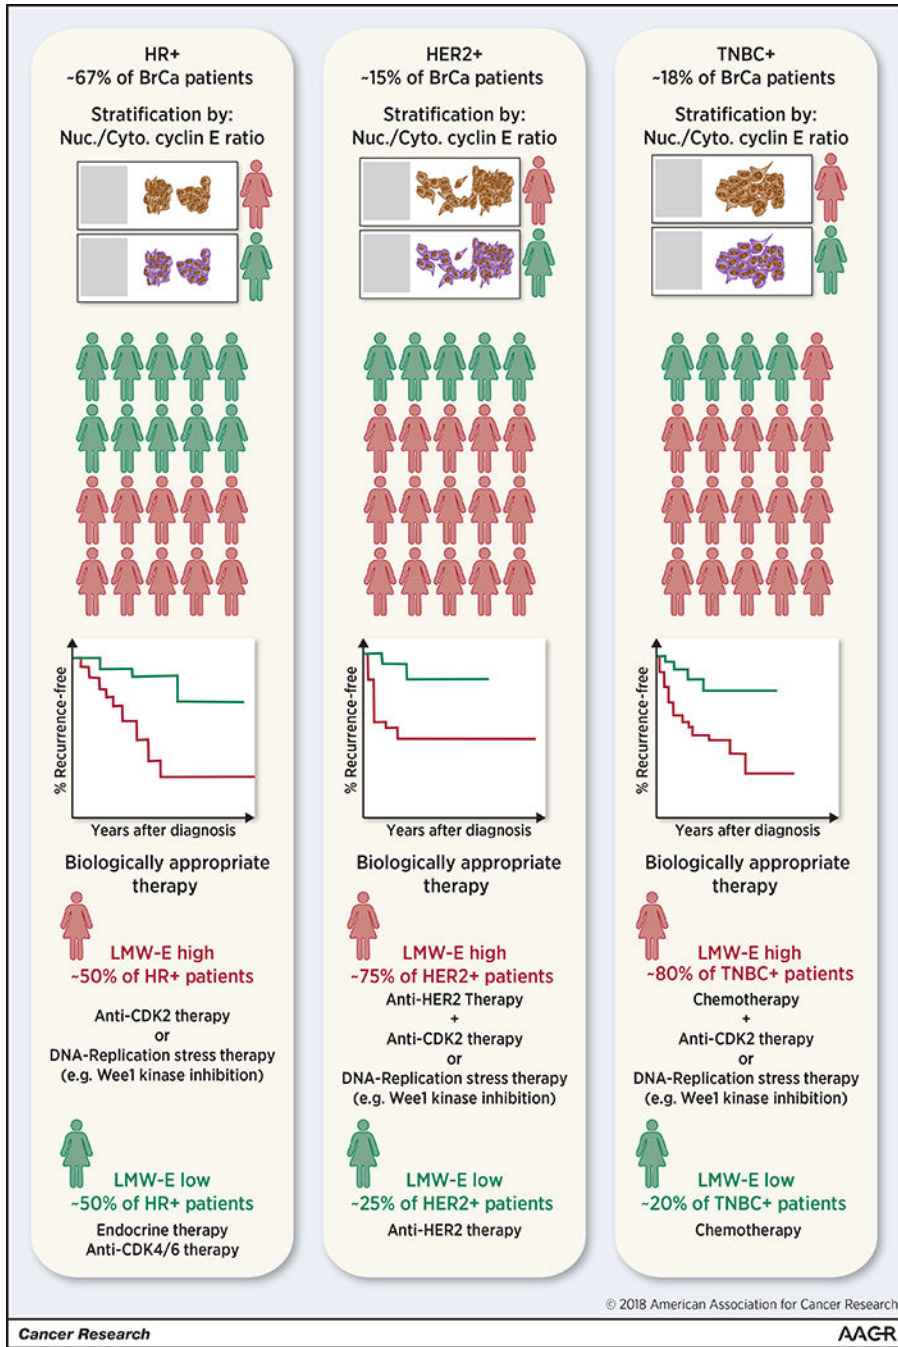 HR+
~67% of BrCa patients
Stratification by:
Nuc./Cyto. cyclin E ratio
% Recurrence-free
Years after diagnosis
Biologically appropriate
therapy
LMW-E high
~50% of HR+ patients
Anti-CDK2 therapy
or
DNA-Replication stress therapy
(e.g. Wee1 kinase inhibition)
LMW-E low
~50% of HR+ patients
Endocrine therapy
Anti-CDK4/6 therapy
HER2+
~15% of BrCa patients
Stratification by:
Nuc./Cyto. cyclin E ratio
% Recurrence-free
Years after diagnosis
Biologically appropriate
therapy
LMW-E high
~75% of HER2+ patients
Anti-HER2 Therapy
+
Anti-CDK2 therapy
or
DNA-Replication stress therapy
(e.g. Wee1 kinase inhibition)
LMW-E low
~25% of HER2+ patients
Anti-HER2 therapy
TNBC+
~18% of BrCa patients
Stratification by:
Nuc./Cyto. cyclin E ratio
% Recurrence-free
Years after diagnosis
Biologically appropriate
therapy
LMW-E high
~80% of TNBC+ patients
Chemotherapy
+
Anti-CDK2 therapy
or
DNA-Replication stress therapy
(e.g. Wee1 kinase inhibition)
LMW-E low
~20% of TNBC+ patients
Chemotherapy
© 2018 American Association for Cancer Research
Cancer Research
AACR